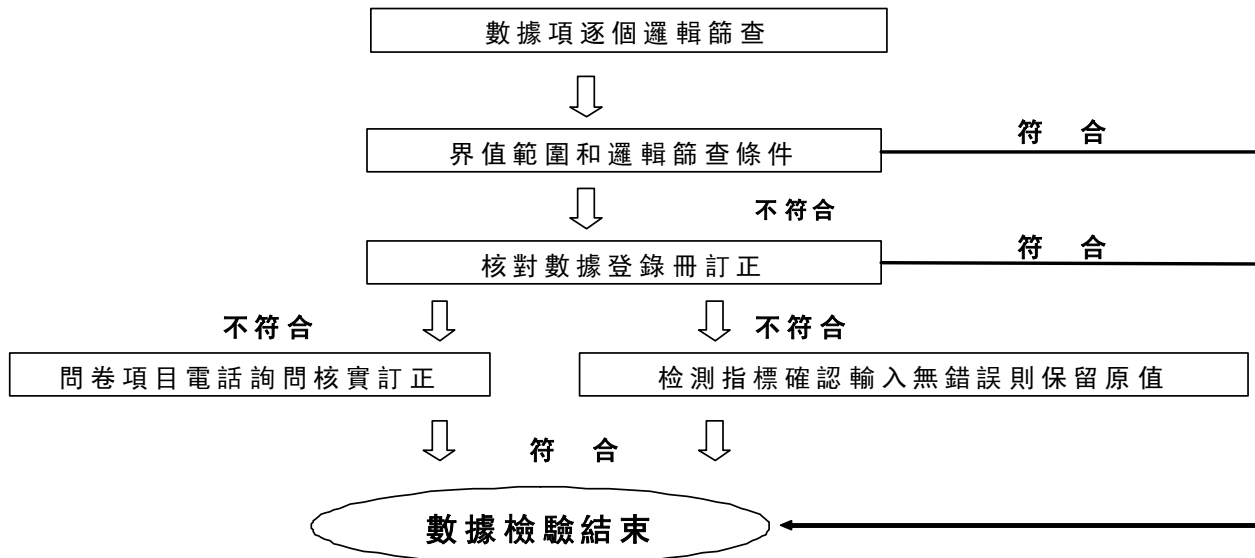 數據項逐個邏輯篩查
符 合
界值範圍和邏輯篩查條件
不符合
符 合
核對數據登錄冊訂正
不符合
不符合
問卷項目電話詢問核實訂正
检測指標確認輸入無錯誤則保留原值
符 合
數據檢驗結束